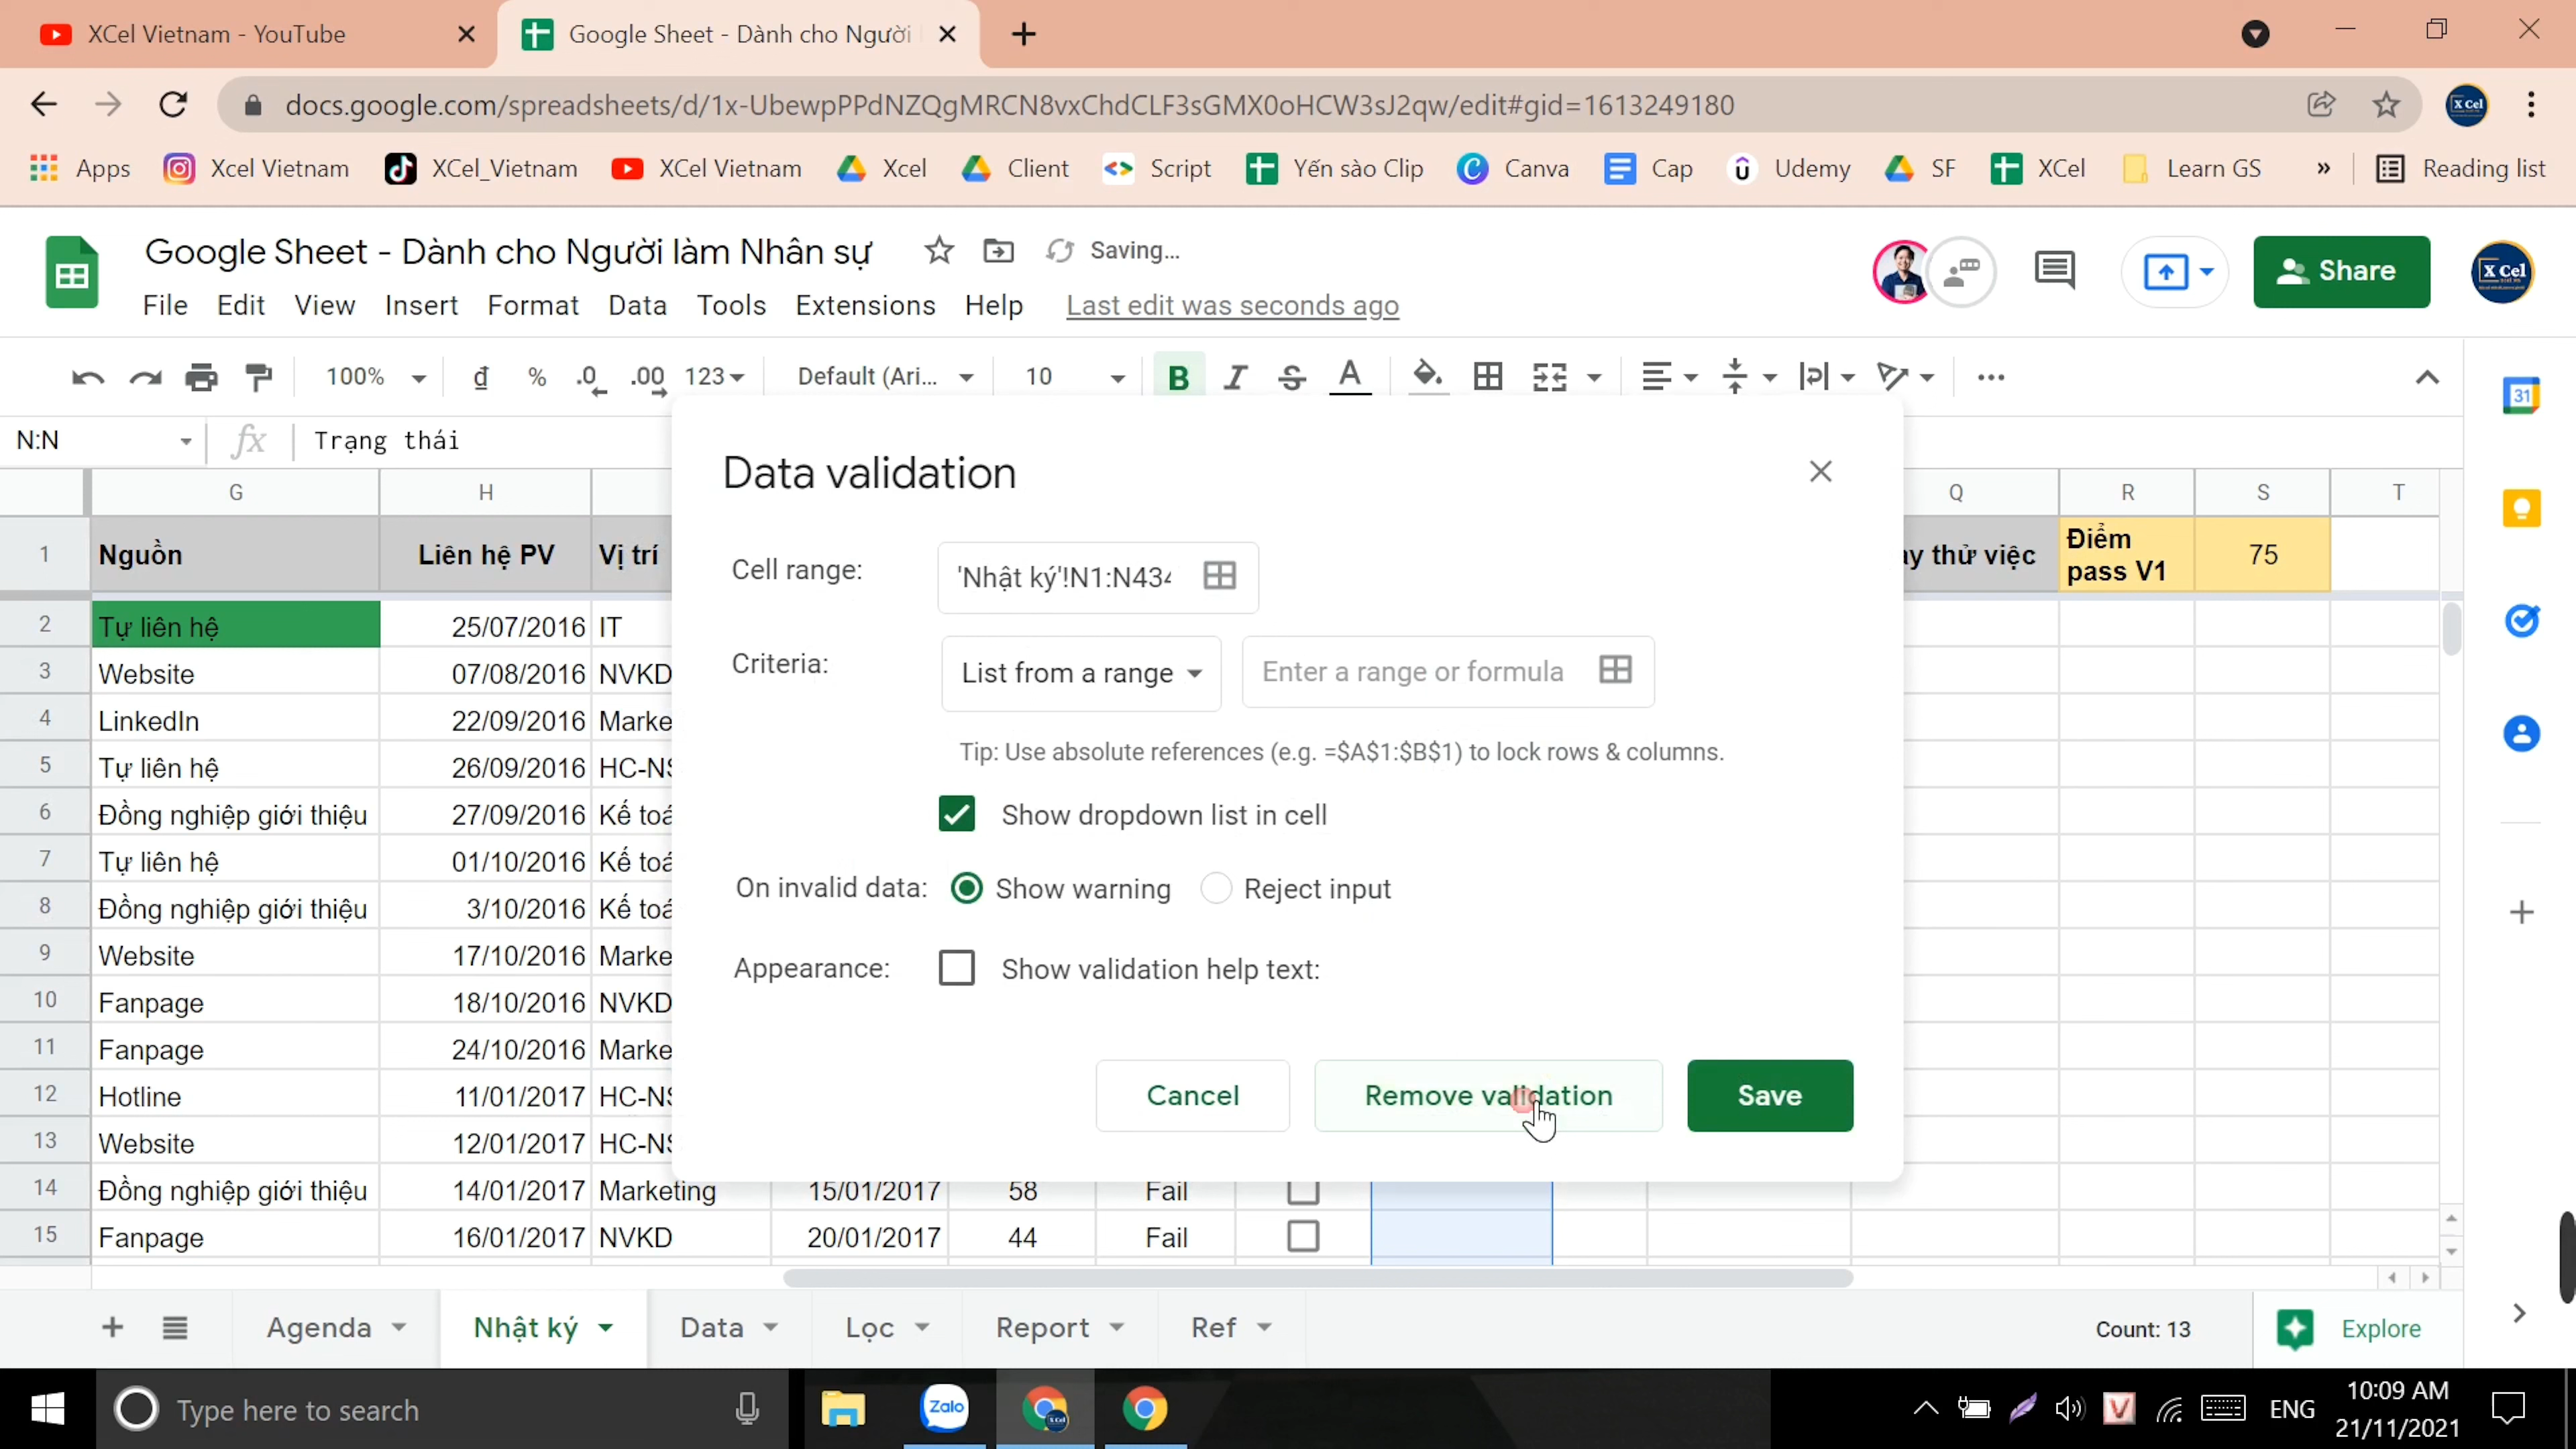 XCel Vietnam - YouTube
Google Sheet - Dành cho Người
docs.google.com/spreadsheets/d/1x-UbewpPPdNZQgMRCN8vxChdCLF3sGMX0oHCW3sJ2qw/edit#gid=1613249180
Apps Xcel Vietnam XCel_Vietnam XCel Vietnam Xcel Client Script Yến sào Clip Canva Cap Udemy SF XCel Learn GS » Reading list
Google Sheet - Dành cho Người làm Nhân sự Saving...
Share
X Cel
File Edit View Insert Format Data Tools Extensions Help Last edit was seconds ago
100% đ % .0 .00 123 Default (Ari... 10 B I S A
31
N:N fx Trạng thái
G H Q R S T
1 Nguồn Liên hệ PV Vị trí ay thử việc Điểm pass V1 75
2 Tự liên hệ 25/07/2016 IT
3 Website 07/08/2016 NVKD
4 LinkedIn 22/09/2016 Marke
5 Tự liên hệ 26/09/2016 HC-NS
6 Đồng nghiệp giới thiệu 27/09/2016 Kế toá
7 Tự liên hệ 01/10/2016 Kế toá
8 Đồng nghiệp giới thiệu 3/10/2016 Kế toá
9 Website 17/10/2016 Marke
10 Fanpage 18/10/2016 NVKD
11 Fanpage 24/10/2016 Marke
12 Hotline 11/01/2017 HC-NS
13 Website 12/01/2017 HC-NS
14 Đồng nghiệp giới thiệu 14/01/2017 Marketing 15/01/2017 58 Fail
15 Fanpage 16/01/2017 NVKD 20/01/2017 44 Fail
Data validation
Cell range: 'Nhật ký'!N1:N434
Criteria: List from a range Enter a range or formula
Tip: Use absolute references (e.g. =$A$1:$B$1) to lock rows & columns.
Show dropdown list in cell
On invalid data: Show warning Reject input
Appearance: Show validation help text:
Cancel Remove validation Save
Agenda Nhật ký Data Lọc Report Ref Count: 13 Explore
Type here to search
Zalo
ENG
10:09 AM
21/11/2021